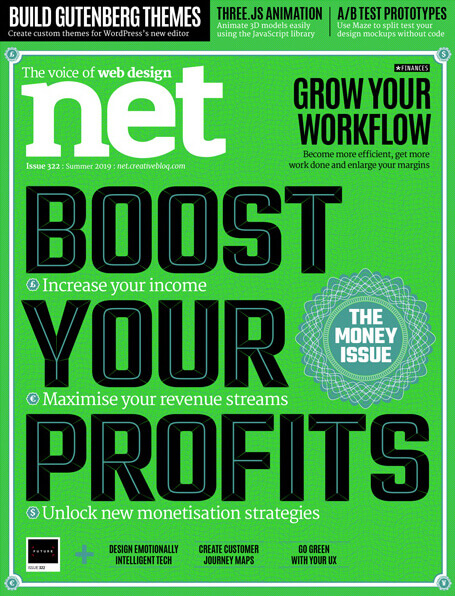 BUILD GUTENBERG THEMES
Create custom themes for WordPress's new editor
THREE.JS ANIMATION
Animate 3D models easily
using the JavaScript library
A/B TEST PROTOTYPES
Use Maze to split test your
design mockups without code
The voice of web design
net
Issue 322 : Summer 2019 : net.creativebloq.com
★FINANCES
GROW YOUR
WORKFLOW
Become more efficient, get more
work done and enlarge your margins
BOOST
£ Increase your income
YOUR
€ Maximise your revenue streams
THE
MONEY
ISSUE
PROFITS
$ Unlock new monetisation strategies
FUTURE
ISSUE 322
+
DESIGN EMOTIONALLY
INTELLIGENT TECH
CREATE CUSTOMER
JOURNEY MAPS
GO GREEN
WITH YOUR UX
£
$
€
¥